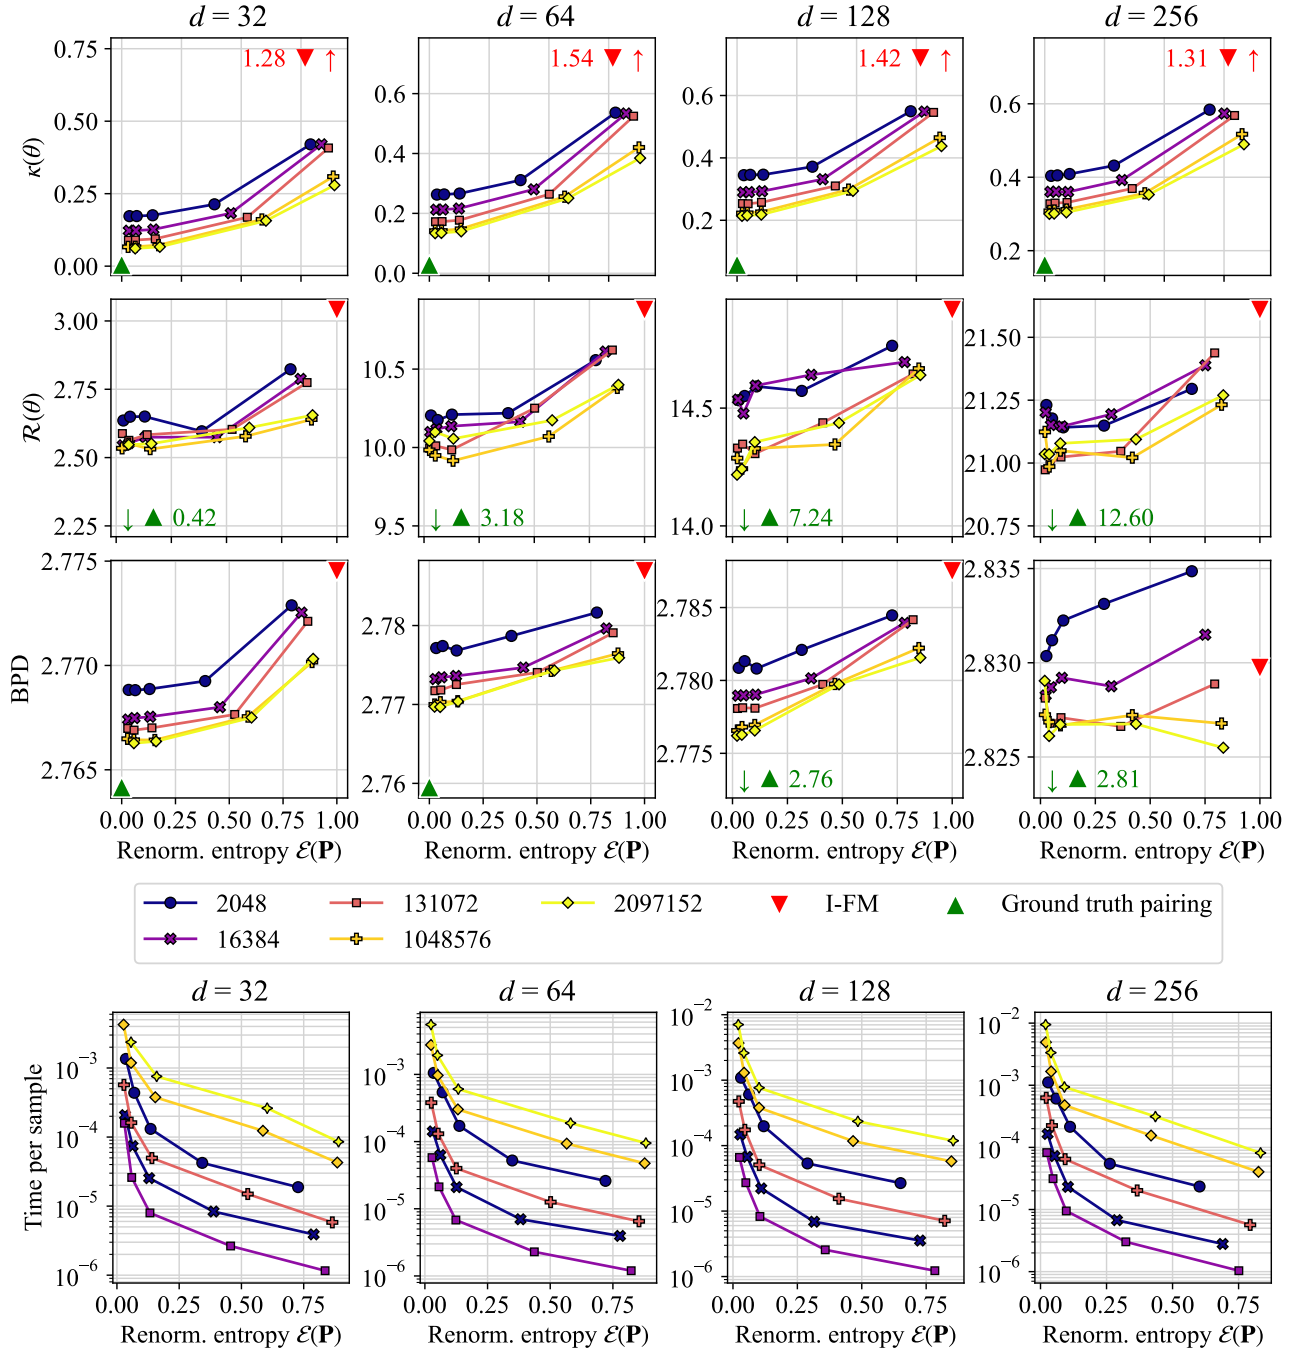 d = 32 d = 64 d = 128 d = 256
κ(θ)
0.75 0.50 0.25 0.00
1.28 ▼ ↑
0.6 0.4 0.2 0.0
1.54 ▼ ↑
0.6 0.4 0.2
1.42 ▼ ↑
0.6 0.4 0.2
1.31 ▼ ↑
R(θ)
3.00 2.75 2.50 2.25
↓ ▲ 0.42
10.5 10.0 9.5
↓ ▲ 3.18
14.5 14.0
↓ ▲ 7.24
21.50 21.25 21.00 20.75
↓ ▲ 12.60
BPD
2.775 2.770 2.765
2.78 2.77 2.76
2.785 2.780 2.775
↓ ▲ 2.76
2.835 2.830 2.825
↓ ▲ 2.81
0.00 0.25 0.50 0.75 1.00 0.00 0.25 0.50 0.75 1.00 0.00 0.25 0.50 0.75 1.00 0.00 0.25 0.50 0.75 1.00
Renorm. entropy ℰ(P) Renorm. entropy ℰ(P) Renorm. entropy ℰ(P) Renorm. entropy ℰ(P)
2048 131072 2097152 I-FM Ground truth pairing
16384 1048576
d = 32 d = 64 d = 128 d = 256
Time per sample
10⁻³ 10⁻⁴ 10⁻⁵ 10⁻⁶
10⁻³ 10⁻⁴ 10⁻⁵ 10⁻⁶
10⁻² 10⁻³ 10⁻⁴ 10⁻⁵ 10⁻⁶
10⁻² 10⁻³ 10⁻⁴ 10⁻⁵ 10⁻⁶
0.00 0.25 0.50 0.75 0.00 0.25 0.50 0.75 0.00 0.25 0.50 0.75 0.00 0.25 0.50 0.75
Renorm. entropy ℰ(P) Renorm. entropy ℰ(P) Renorm. entropy ℰ(P) Renorm. entropy ℰ(P)